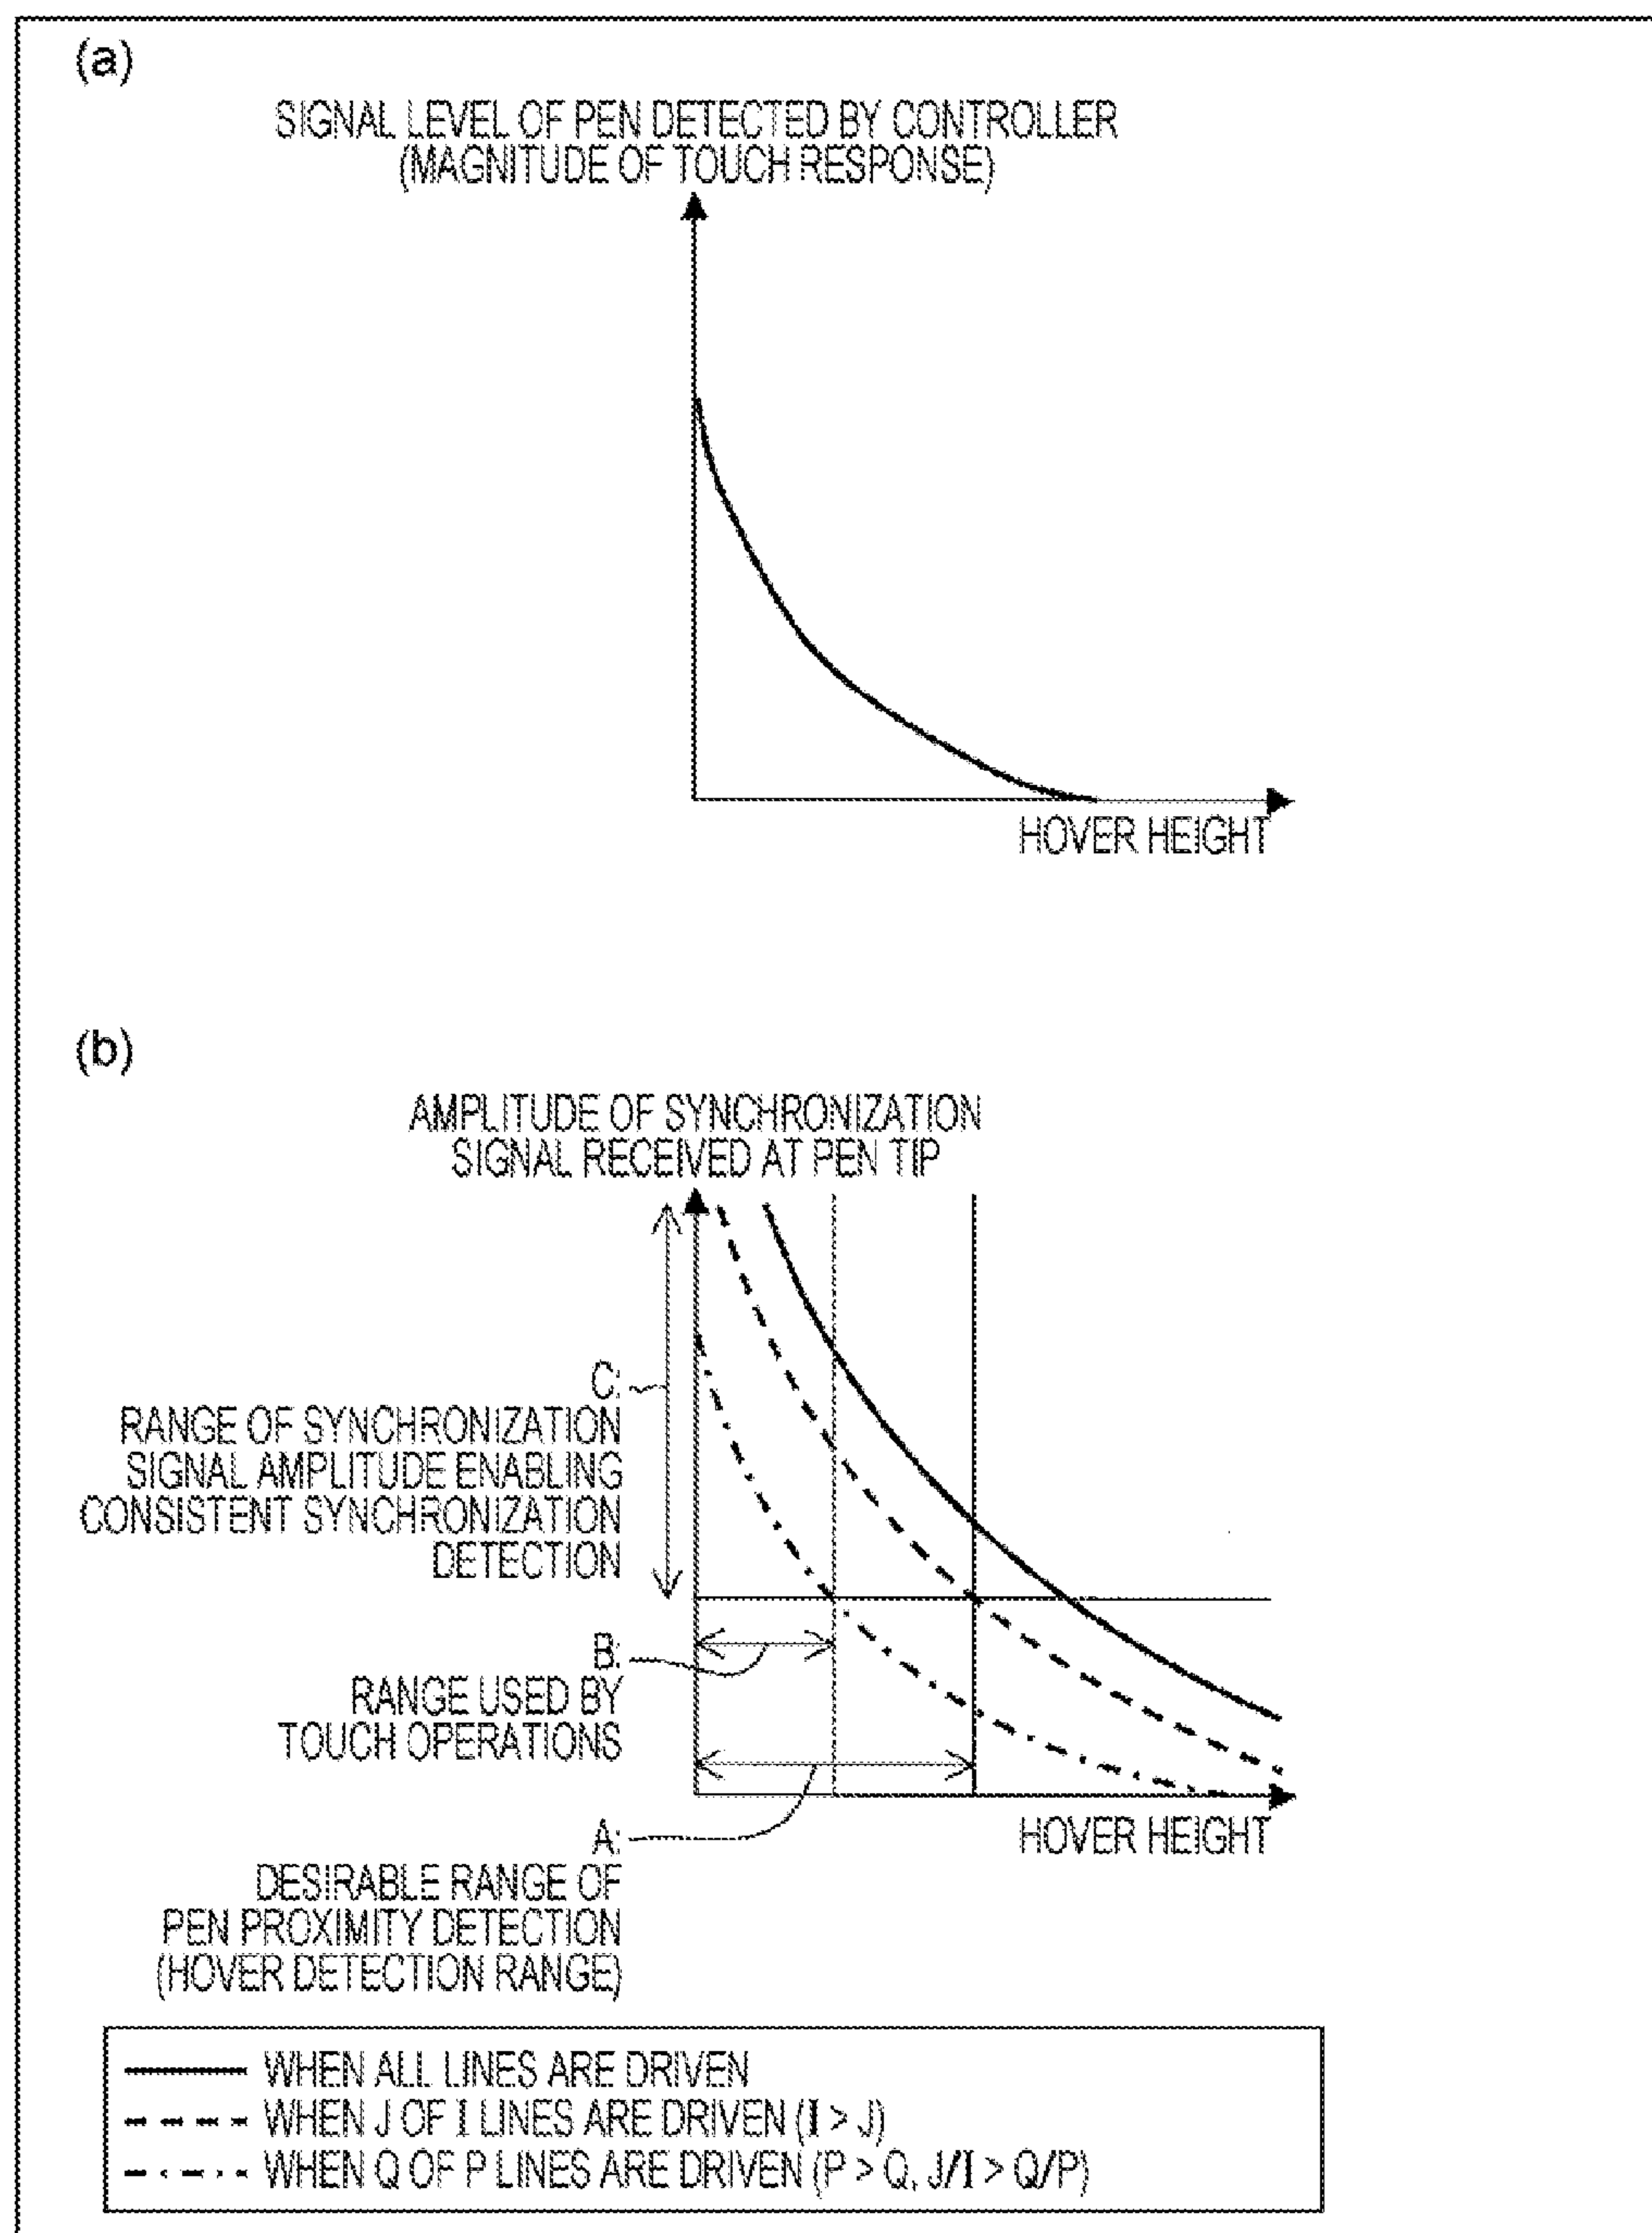 (a)
SIGNAL LEVEL OF PEN DETECTED BY CONTROLLER
(MAGNITUDE OF TOUCH RESPONSE)
HOVER HEIGHT
(b)
AMPLITUDE OF SYNCHRONIZATION
SIGNAL RECEIVED AT PEN TIP
C:
RANGE OF SYNCHRONIZATION
SIGNAL AMPLITUDE ENABLING
CONSISTENT SYNCHRONIZATION
DETECTION
B:
RANGE USED BY
TOUCH OPERATIONS
HOVER HEIGHT
A:
DESIRABLE RANGE OF
PEN PROXIMITY DETECTION
(HOVER DETECTION RANGE)
WHEN ALL LINES ARE DRIVEN
WHEN J OF I LINES ARE DRIVEN (I > J)
WHEN Q OF P LINES ARE DRIVEN (P > Q, J/I > Q/P)